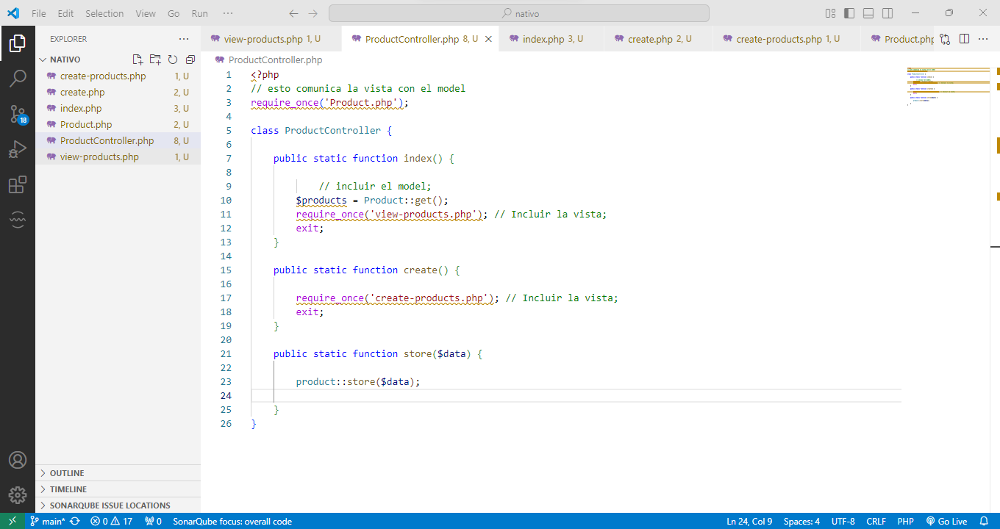 File Edit Selection View Go Run ··· nativo
EXPLORER ···
NATIVO
create-products.php 1, U
create.php 2, U
index.php 3, U
Product.php 2, U
ProductController.php 8, U
view-products.php 1, U
OUTLINE
TIMELINE
SONARQUBE ISSUE LOCATIONS
18
view-products.php 1, U ProductController.php 8, U index.php 3, U create.php 2, U create-products.php 1, U Product.php
ProductController.php
1 <?php
2 // esto comunica la vista con el model
3 require_once('Product.php');
4
5 class ProductController {
6
7 public static function index() {
8
9 // incluir el model;
10 $products = Product::get();
11 require_once('view-products.php'); // Incluir la vista;
12 exit;
13 }
14
15 public static function create() {
16
17 require_once('create-products.php'); // Incluir la vista;
18 exit;
19 }
20
21 public static function store($data) {
22
23 product::store($data);
24
25 }
26 }
main* 0 17 0 SonarQube focus: overall code Ln 24, Col 9 Spaces: 4 UTF-8 CRLF PHP Go Live